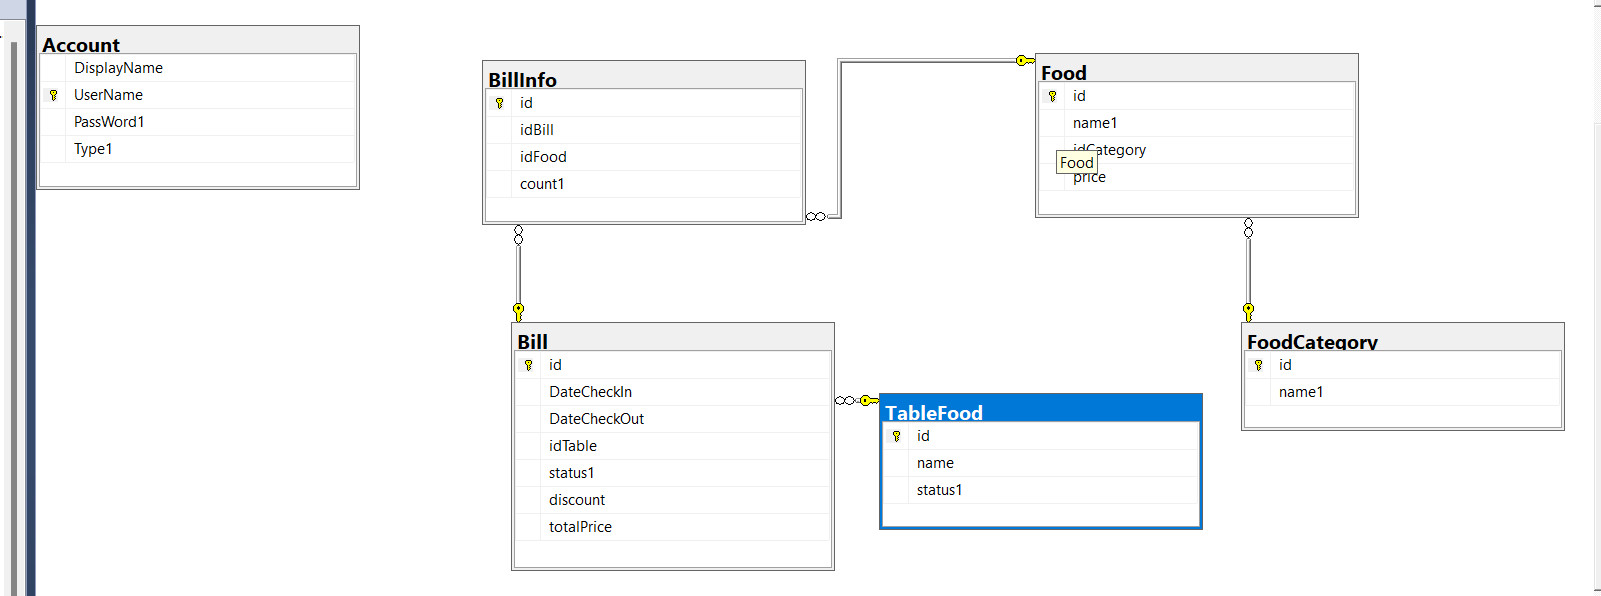 Account
DisplayName
UserName
PassWord1
Type1
BillInfo
id
idBill
idFood
count1
Food
id
name1
idCategory
Food
price
Bill
id
DateCheckIn
DateCheckOut
idTable
status1
discount
totalPrice
TableFood
id
name
status1
FoodCategory
id
name1